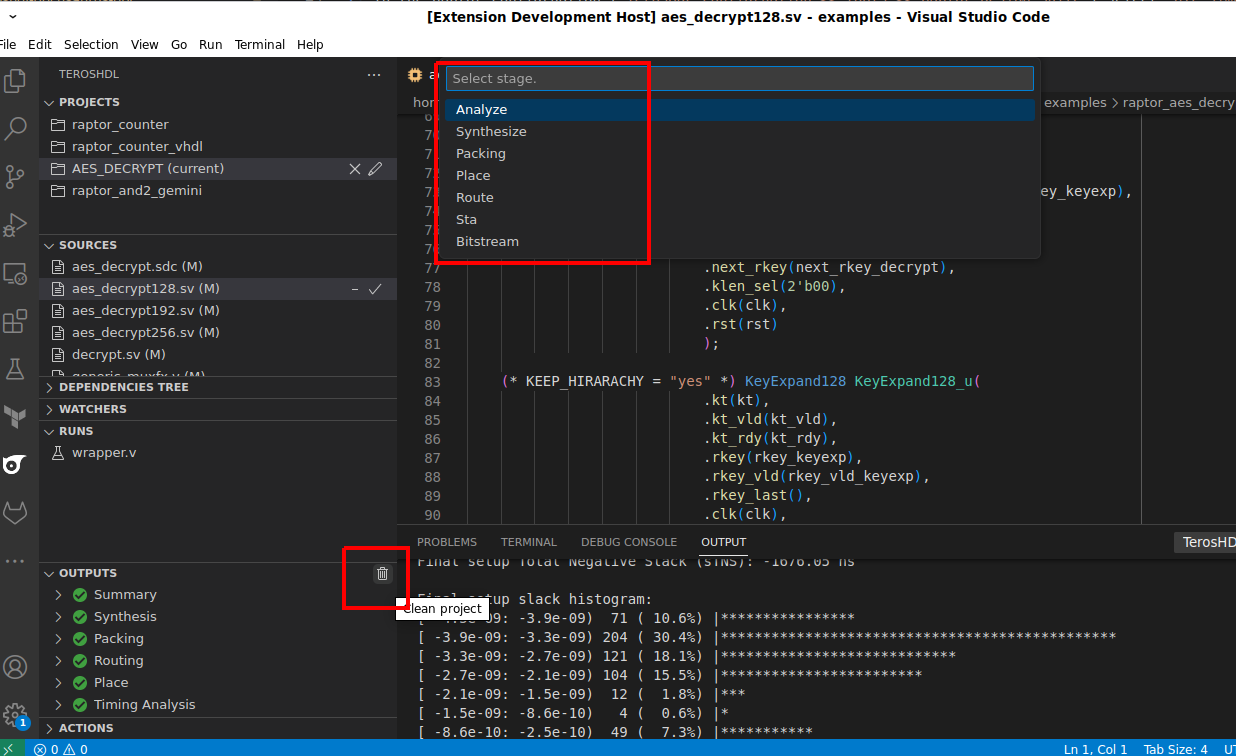 [Extension Development Host] aes_decrypt128.sv - examples - Visual Studio Code
File Edit Selection View Go Run Terminal Help
TEROSHDL
PROJECTS
raptor_counter
raptor_counter_vhdl
AES_DECRYPT (current)
raptor_and2_gemini
SOURCES
aes_decrypt.sdc (M)
aes_decrypt128.sv (M)
aes_decrypt192.sv (M)
aes_decrypt256.sv (M)
decrypt.sv (M)
generic_muxfx.v (M)
DEPENDENCIES TREE
WATCHERS
RUNS
wrapper.v
OUTPUTS
Clean project
Summary
Synthesis
Packing
Routing
Place
Timing Analysis
ACTIONS
Select stage.
Analyze
Synthesize
Packing
Place
Route
Sta
Bitstream
examples > raptor_aes_decry
ey_keyexp),
77 .next_rkey(next_rkey_decrypt),
78 .klen_sel(2'b00),
79 .clk(clk),
80 .rst(rst)
81 );
82
83 (* KEEP_HIRARACHY = "yes" *) KeyExpand128 KeyExpand128_u(
84 .kt(kt),
85 .kt_vld(kt_vld),
86 .kt_rdy(kt_rdy),
87 .rkey(rkey_keyexp),
88 .rkey_vld(rkey_vld_keyexp),
89 .rkey_last(),
90 .clk(clk),
PROBLEMS TERMINAL DEBUG CONSOLE OUTPUT TerosHD
Final setup Total Negative Slack (sTNS): -1676.05 ns
Final setup slack histogram:
-3.9e-09) 71 ( 10.6%) |****************
[ -3.9e-09: -3.3e-09) 204 ( 30.4%) |***********************************************
[ -3.3e-09: -2.7e-09) 121 ( 18.1%) |****************************
[ -2.7e-09: -2.1e-09) 104 ( 15.5%) |************************
[ -2.1e-09: -1.5e-09) 12 ( 1.8%) |***
[ -1.5e-09: -8.6e-10) 4 ( 0.6%) |*
[ -8.6e-10: -2.5e-10) 49 ( 7.3%) |***********
1
0 0
Ln 1, Col 1 Tab Size: 4 UT